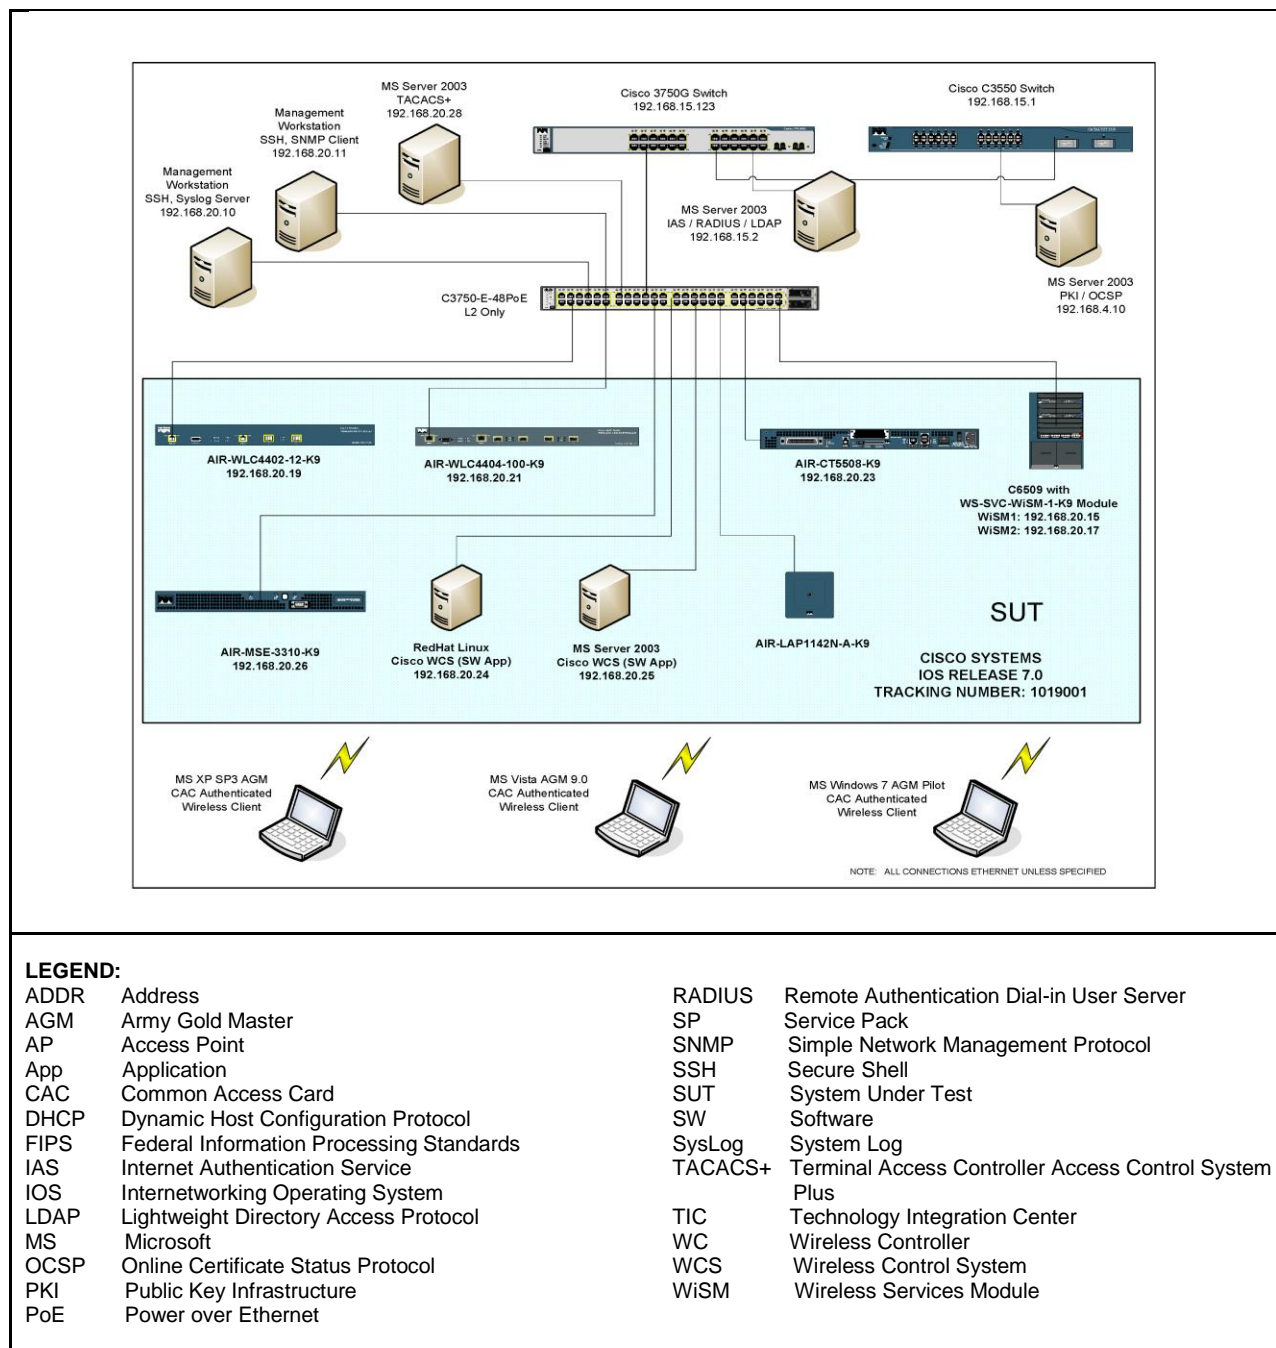 MS Server 2003
TACACS+
192.168.20.28
Cisco 3750G Switch
192.168.15.123
Cisco C3550 Switch
192.168.15.1
Management
Workstation
SSH, SNMP Client
192.168.20.11
Management
Workstation
SSH, Syslog Server
192.168.20.10
MS Server 2003
IAS / RADIUS / LDAP
192.168.15.2
MS Server 2003
PKI / OCSP
192.168.4.10
C3750-E-48PoE
L2 Only
AIR-WLC4402-12-K9
192.168.20.19
AIR-WLC4404-100-K9
192.168.20.21
AIR-CT5508-K9
192.168.20.23
C6509 with
WS-SVC-WiSM-1-K9 Module
WiSM1: 192.168.20.15
WiSM2: 192.168.20.17
AIR-MSE-3310-K9
192.168.20.26
RedHat Linux
Cisco WCS (SW App)
192.168.20.24
MS Server 2003
Cisco WCS (SW App)
192.168.20.25
AIR-LAP1142N-A-K9
SUT
CISCO SYSTEMS
IOS RELEASE 7.0
TRACKING NUMBER: 1019001
MS XP SP3 AGM
CAC Authenticated
Wireless Client
MS Vista AGM 9.0
CAC Authenticated
Wireless Client
MS Windows 7 AGM Pilot
CAC Authenticated
Wireless Client
NOTE: ALL CONNECTIONS ETHERNET UNLESS SPECIFIED
LEGEND:
ADDR Address
AGM Army Gold Master
AP Access Point
App Application
CAC Common Access Card
DHCP Dynamic Host Configuration Protocol
FIPS Federal Information Processing Standards
IAS Internet Authentication Service
IOS Internetworking Operating System
LDAP Lightweight Directory Access Protocol
MS Microsoft
OCSP Online Certificate Status Protocol
PKI Public Key Infrastructure
PoE Power over Ethernet
RADIUS Remote Authentication Dial-in User Server
SP Service Pack
SNMP Simple Network Management Protocol
SSH Secure Shell
SUT System Under Test
SW Software
SysLog System Log
TACACS+ Terminal Access Controller Access Control System
Plus
TIC Technology Integration Center
WC Wireless Controller
WCS Wireless Control System
WiSM Wireless Services Module